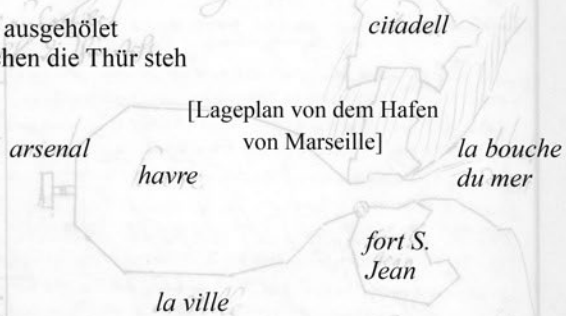 ausgehölet
citadell
chen die Thür steh
[Lageplan von dem Hafen
von Marseille]
arsenal
havre
la bouche
du mer
fort S.
Jean
la ville